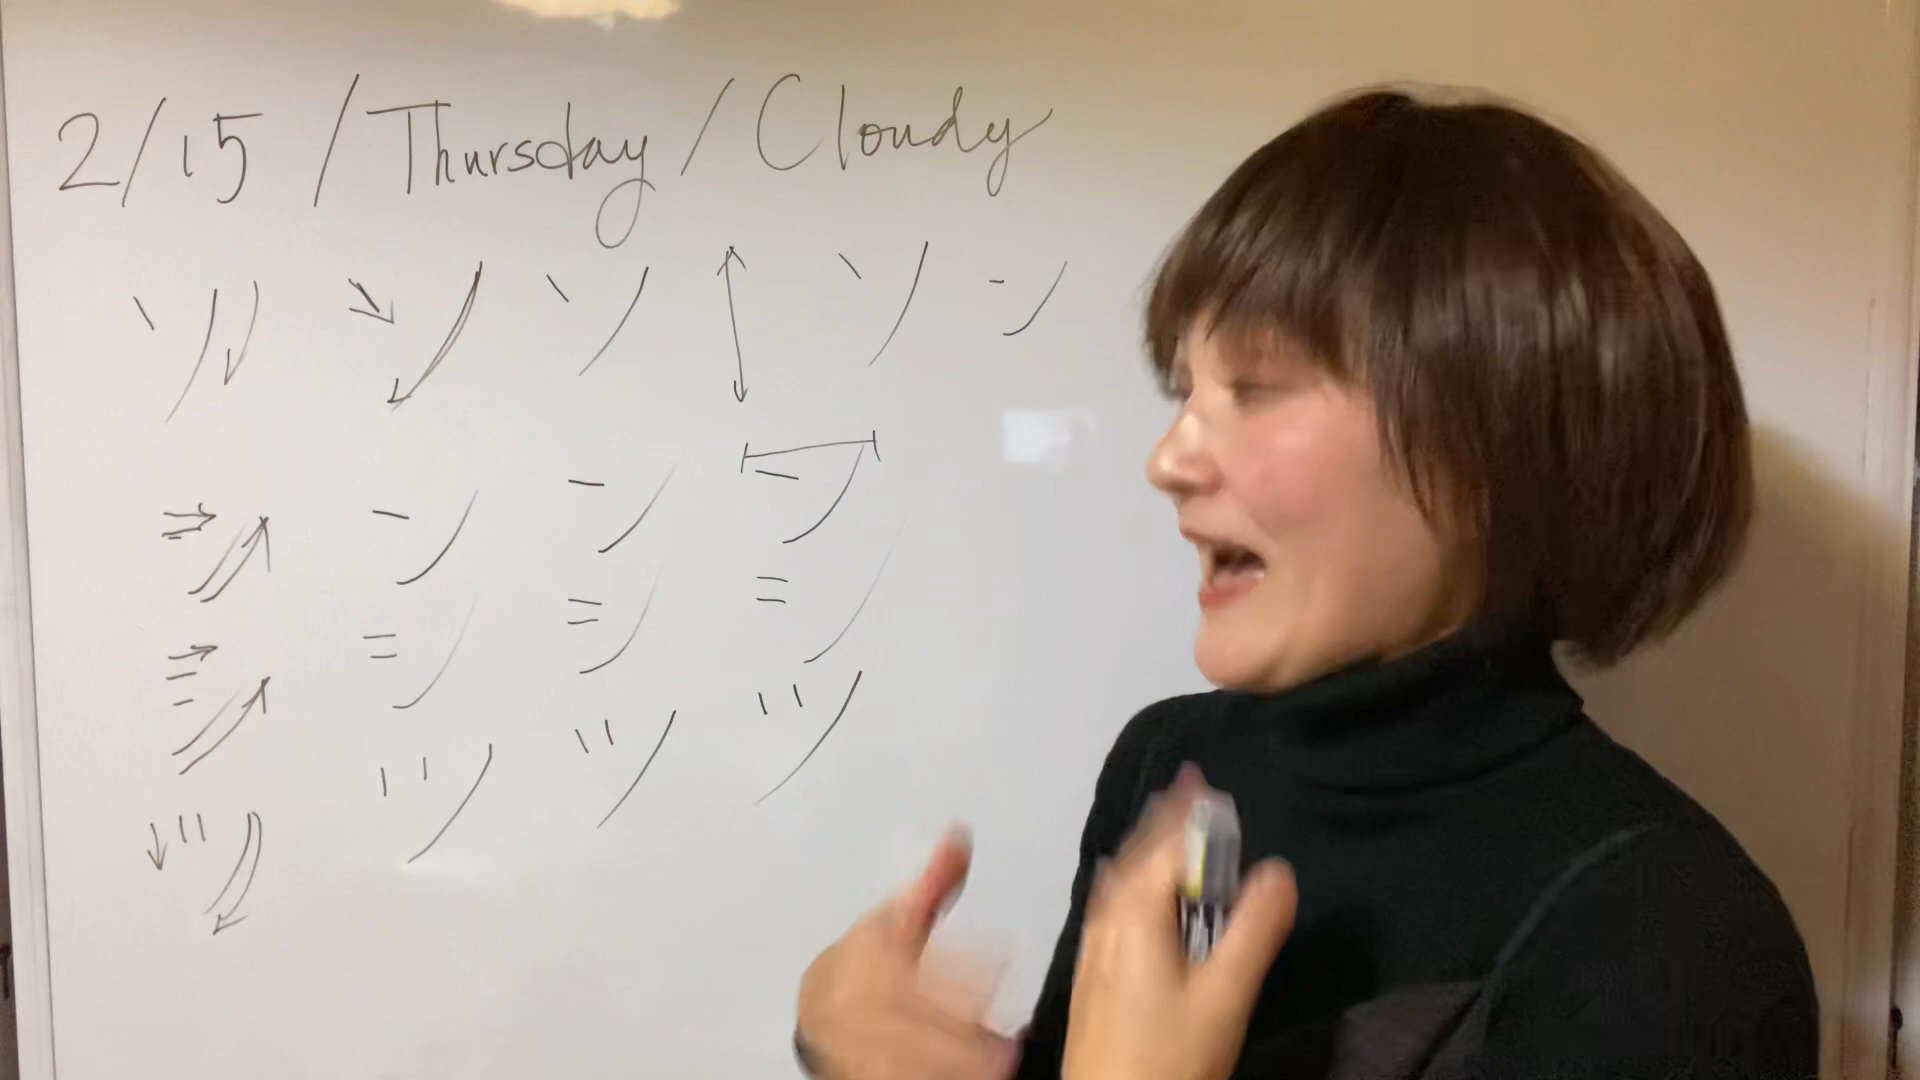 2/15/Thursday/Cloudy
ソ ソ ソ ソ ン
ン ン ン ン
シ シ シ シ
ツ ツ ツ ツ